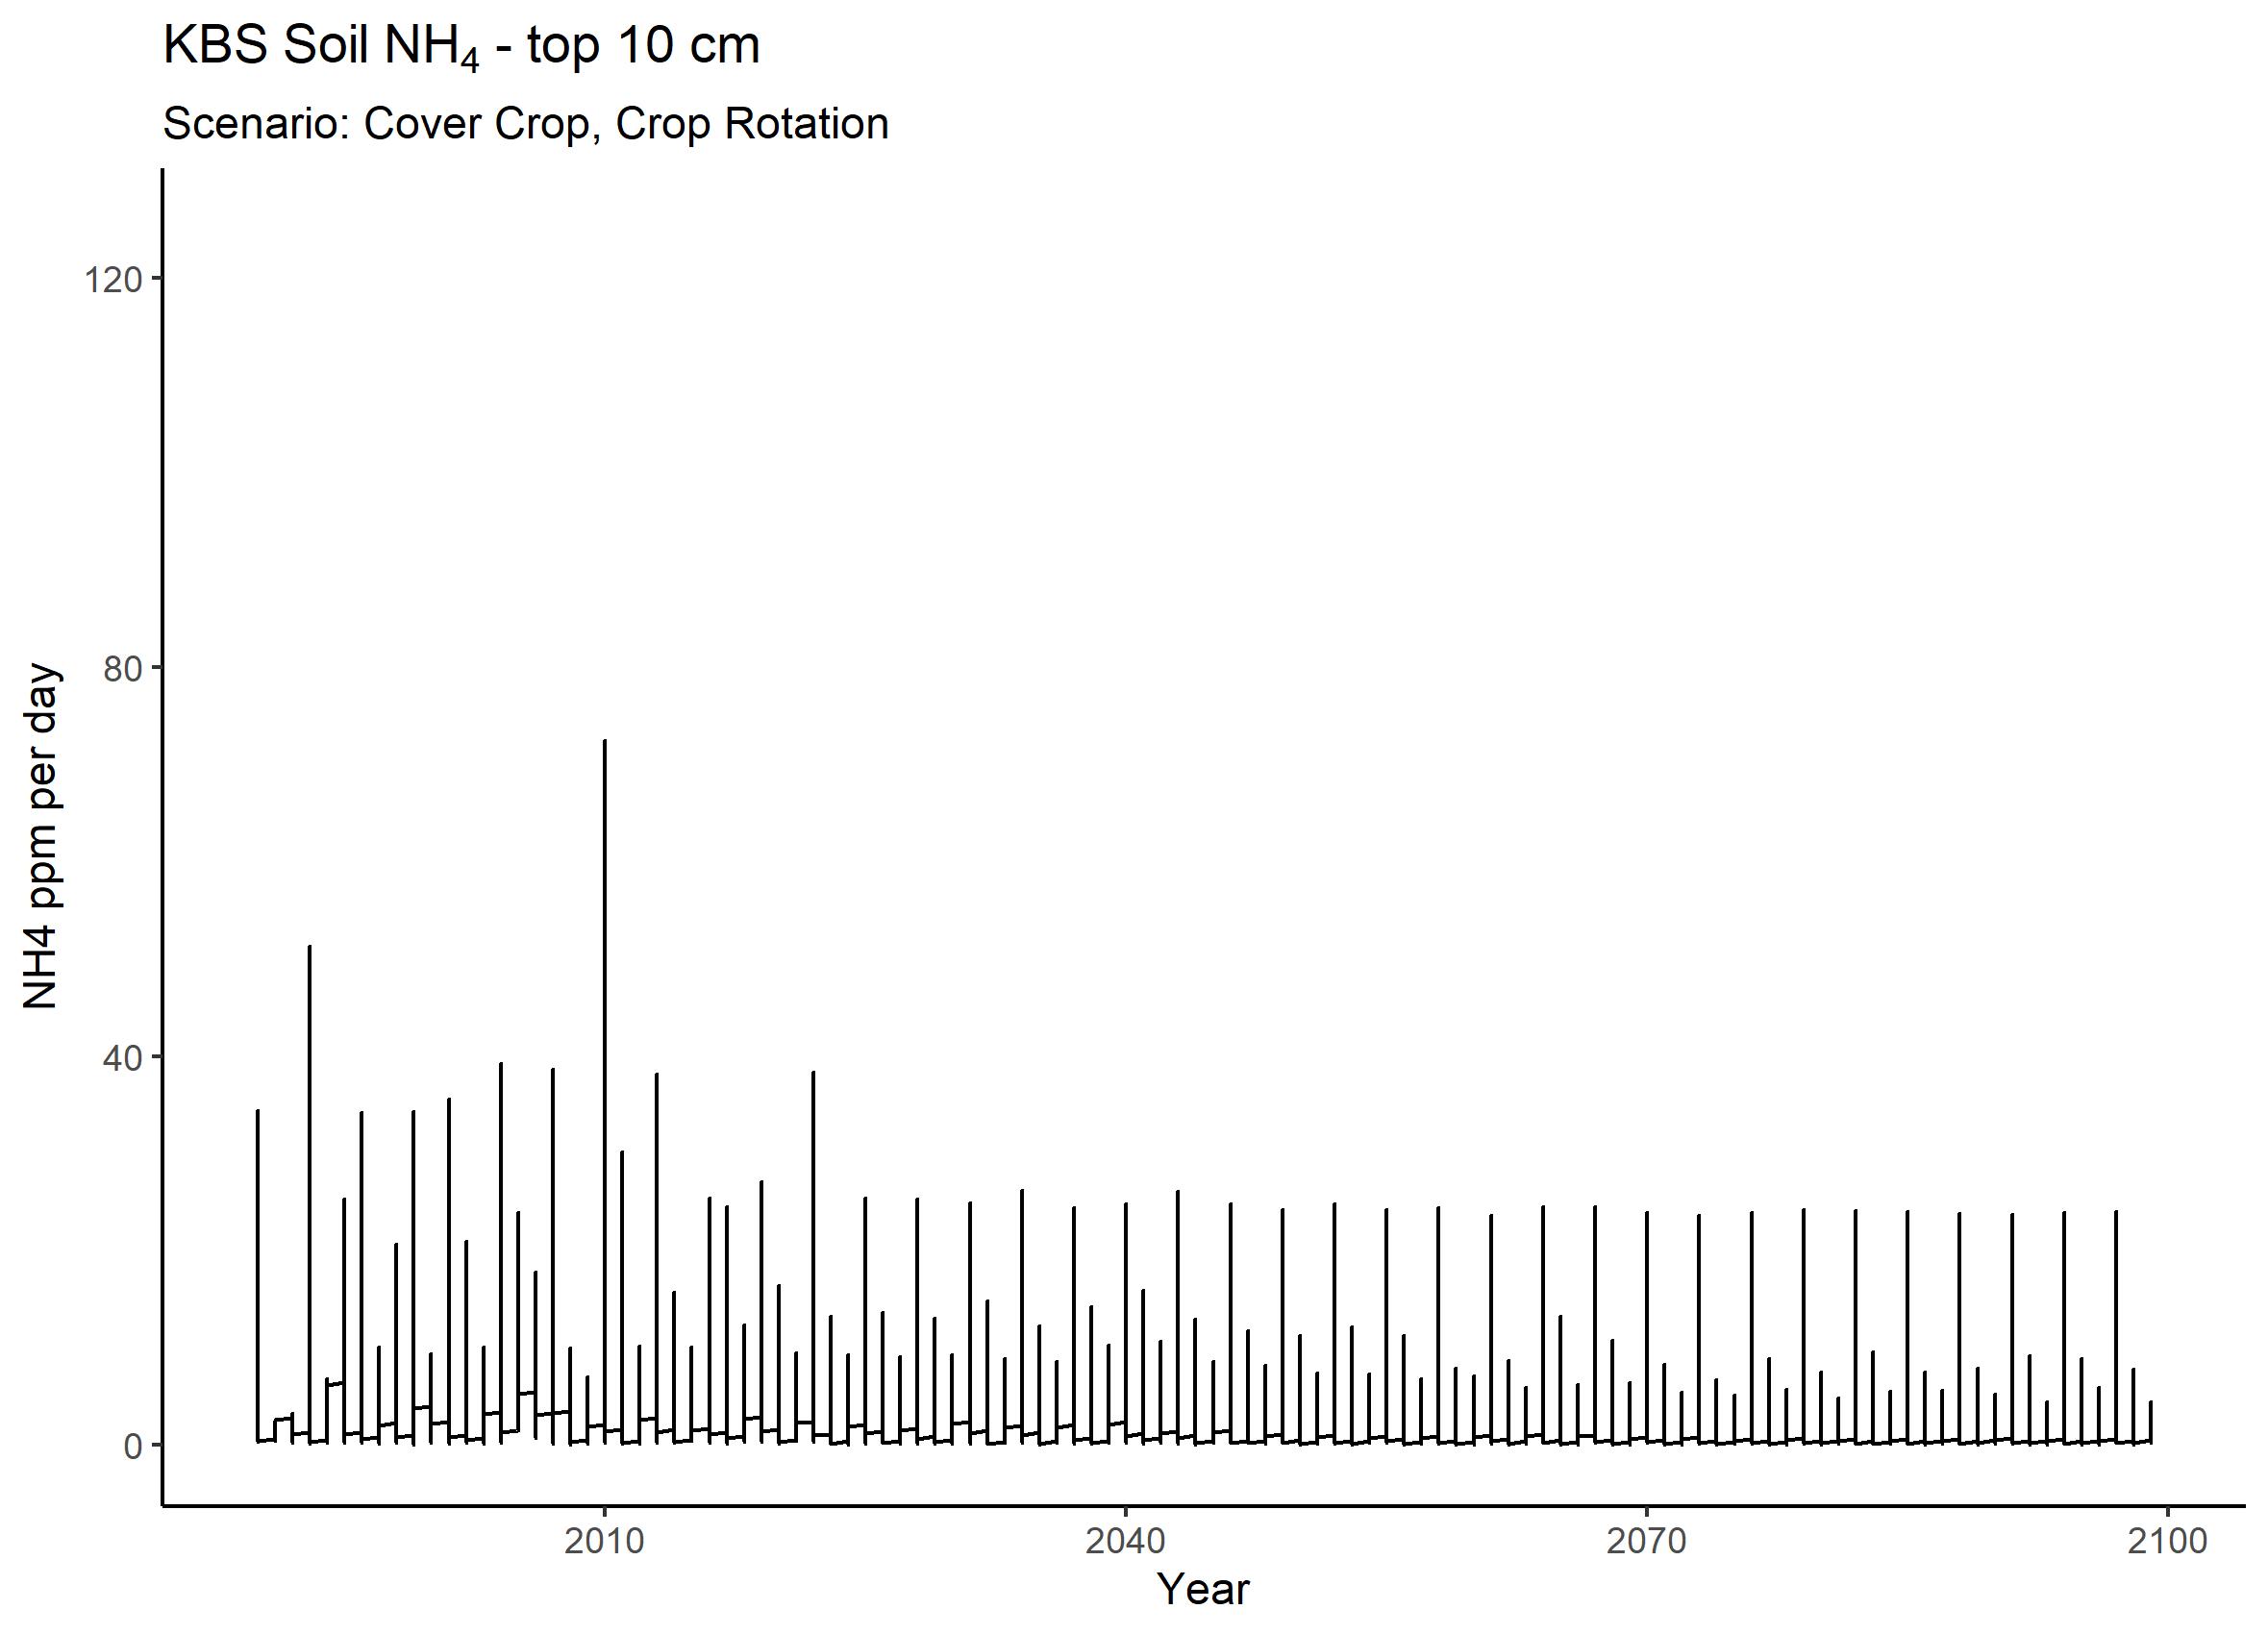 KBS Soil NH₄ - top 10 cm
Scenario: Cover Crop, Crop Rotation
NH4 ppm per day
120
80
40
0
2010 2040 2070 2100
Year